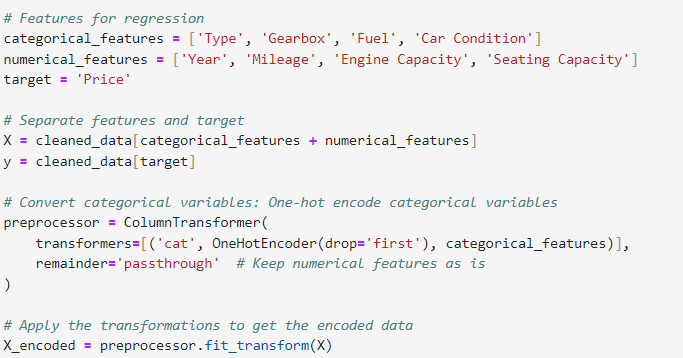 # Features for regression
categorical_features = ['Type', 'Gearbox', 'Fuel', 'Car Condition']
numerical_features = ['Year', 'Mileage', 'Engine Capacity', 'Seating Capacity']
target = 'Price'

# Separate features and target
X = cleaned_data[categorical_features + numerical_features]
y = cleaned_data[target]

# Convert categorical variables: One-hot encode categorical variables
preprocessor = ColumnTransformer(
    transformers=[('cat', OneHotEncoder(drop='first'), categorical_features)],
    remainder='passthrough'  # Keep numerical features as is
)

# Apply the transformations to get the encoded data
X_encoded = preprocessor.fit_transform(X)